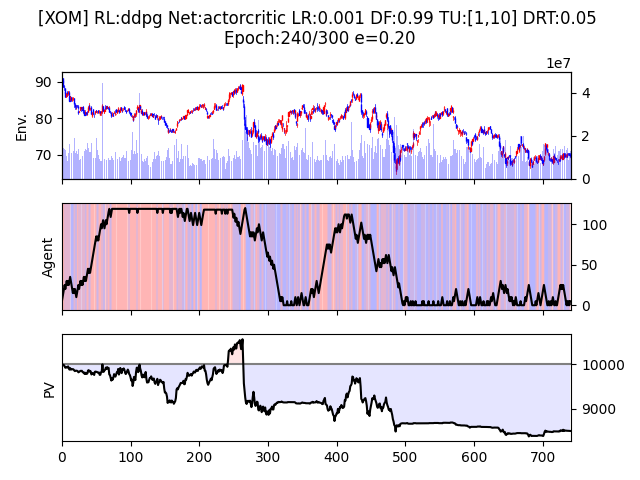 [XOM] RL:ddpg Net:actorcritic LR:0.001 DF:0.99 TU:[1,10] DRT:0.05
Epoch:240/300 e=0.20
1e7
Env.
90
80
70
4
2
0
Agent
100
50
0
PV
10000
9000
0 100 200 300 400 500 600 700